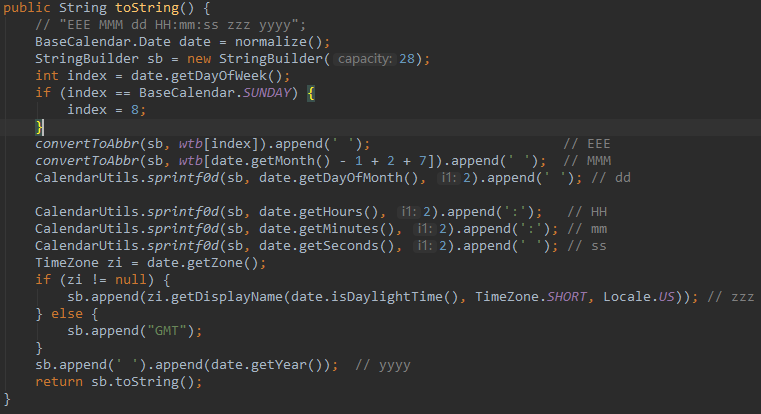 public String toString() {
    // "EEE MMM dd HH:mm:ss zzz yyyy";
    BaseCalendar.Date date = normalize();
    StringBuilder sb = new StringBuilder( capacity: 28);
    int index = date.getDayOfWeek();
    if (index == BaseCalendar.SUNDAY) {
        index = 8;
    }
    convertToAbbr(sb, wtb[index]).append(' ');                        // EEE
    convertToAbbr(sb, wtb[date.getMonth() - 1 + 2 + 7]).append(' ');  // MMM
    CalendarUtils.sprintf0d(sb, date.getDayOfMonth(), i1: 2).append(' '); // dd

    CalendarUtils.sprintf0d(sb, date.getHours(), i1: 2).append(':');   // HH
    CalendarUtils.sprintf0d(sb, date.getMinutes(), i1: 2).append(':'); // mm
    CalendarUtils.sprintf0d(sb, date.getSeconds(), i1: 2).append(' '); // ss
    TimeZone zi = date.getZone();
    if (zi != null) {
        sb.append(zi.getDisplayName(date.isDaylightTime(), TimeZone.SHORT, Locale.US)); // zzz
    } else {
        sb.append("GMT");
    }
    sb.append(' ').append(date.getYear());  // yyyy
    return sb.toString();
}